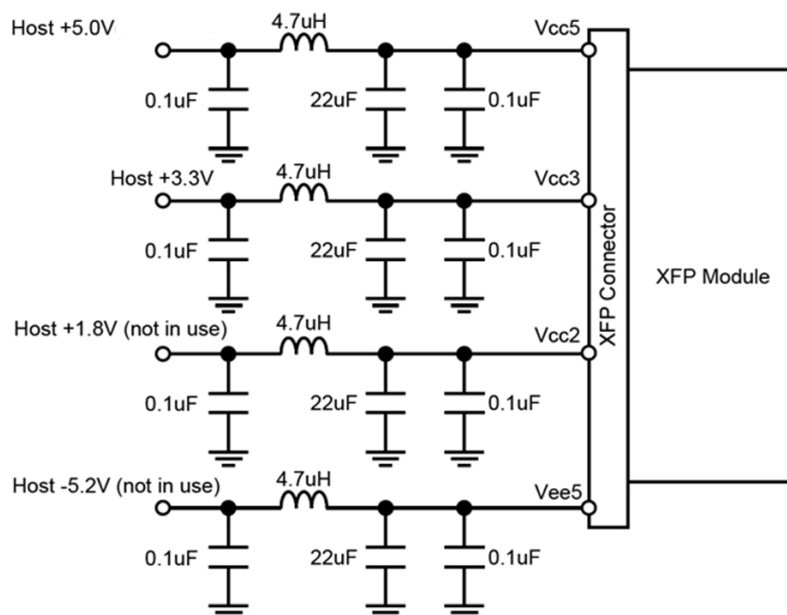 Host +5.0V
4.7uH
Vcc5
0.1uF
22uF
0.1uF
Host +3.3V
4.7uH
Vcc3
0.1uF
22uF
0.1uF
XFP Connector
XFP Module
Host +1.8V (not in use)
4.7uH
Vcc2
0.1uF
22uF
0.1uF
Host -5.2V (not in use)
4.7uH
Vee5
0.1uF
22uF
0.1uF